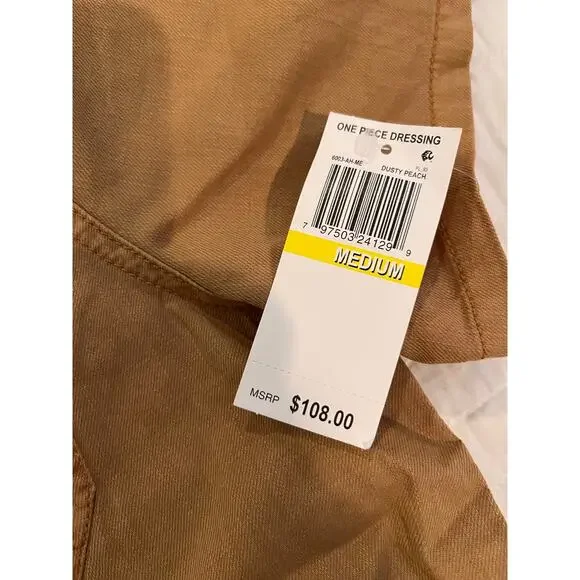 ONE PIECE DRESSING
6003-AH-ME
DUSTY PEACH
7 97503 24129 9
MEDIUM
MSRP $108.00